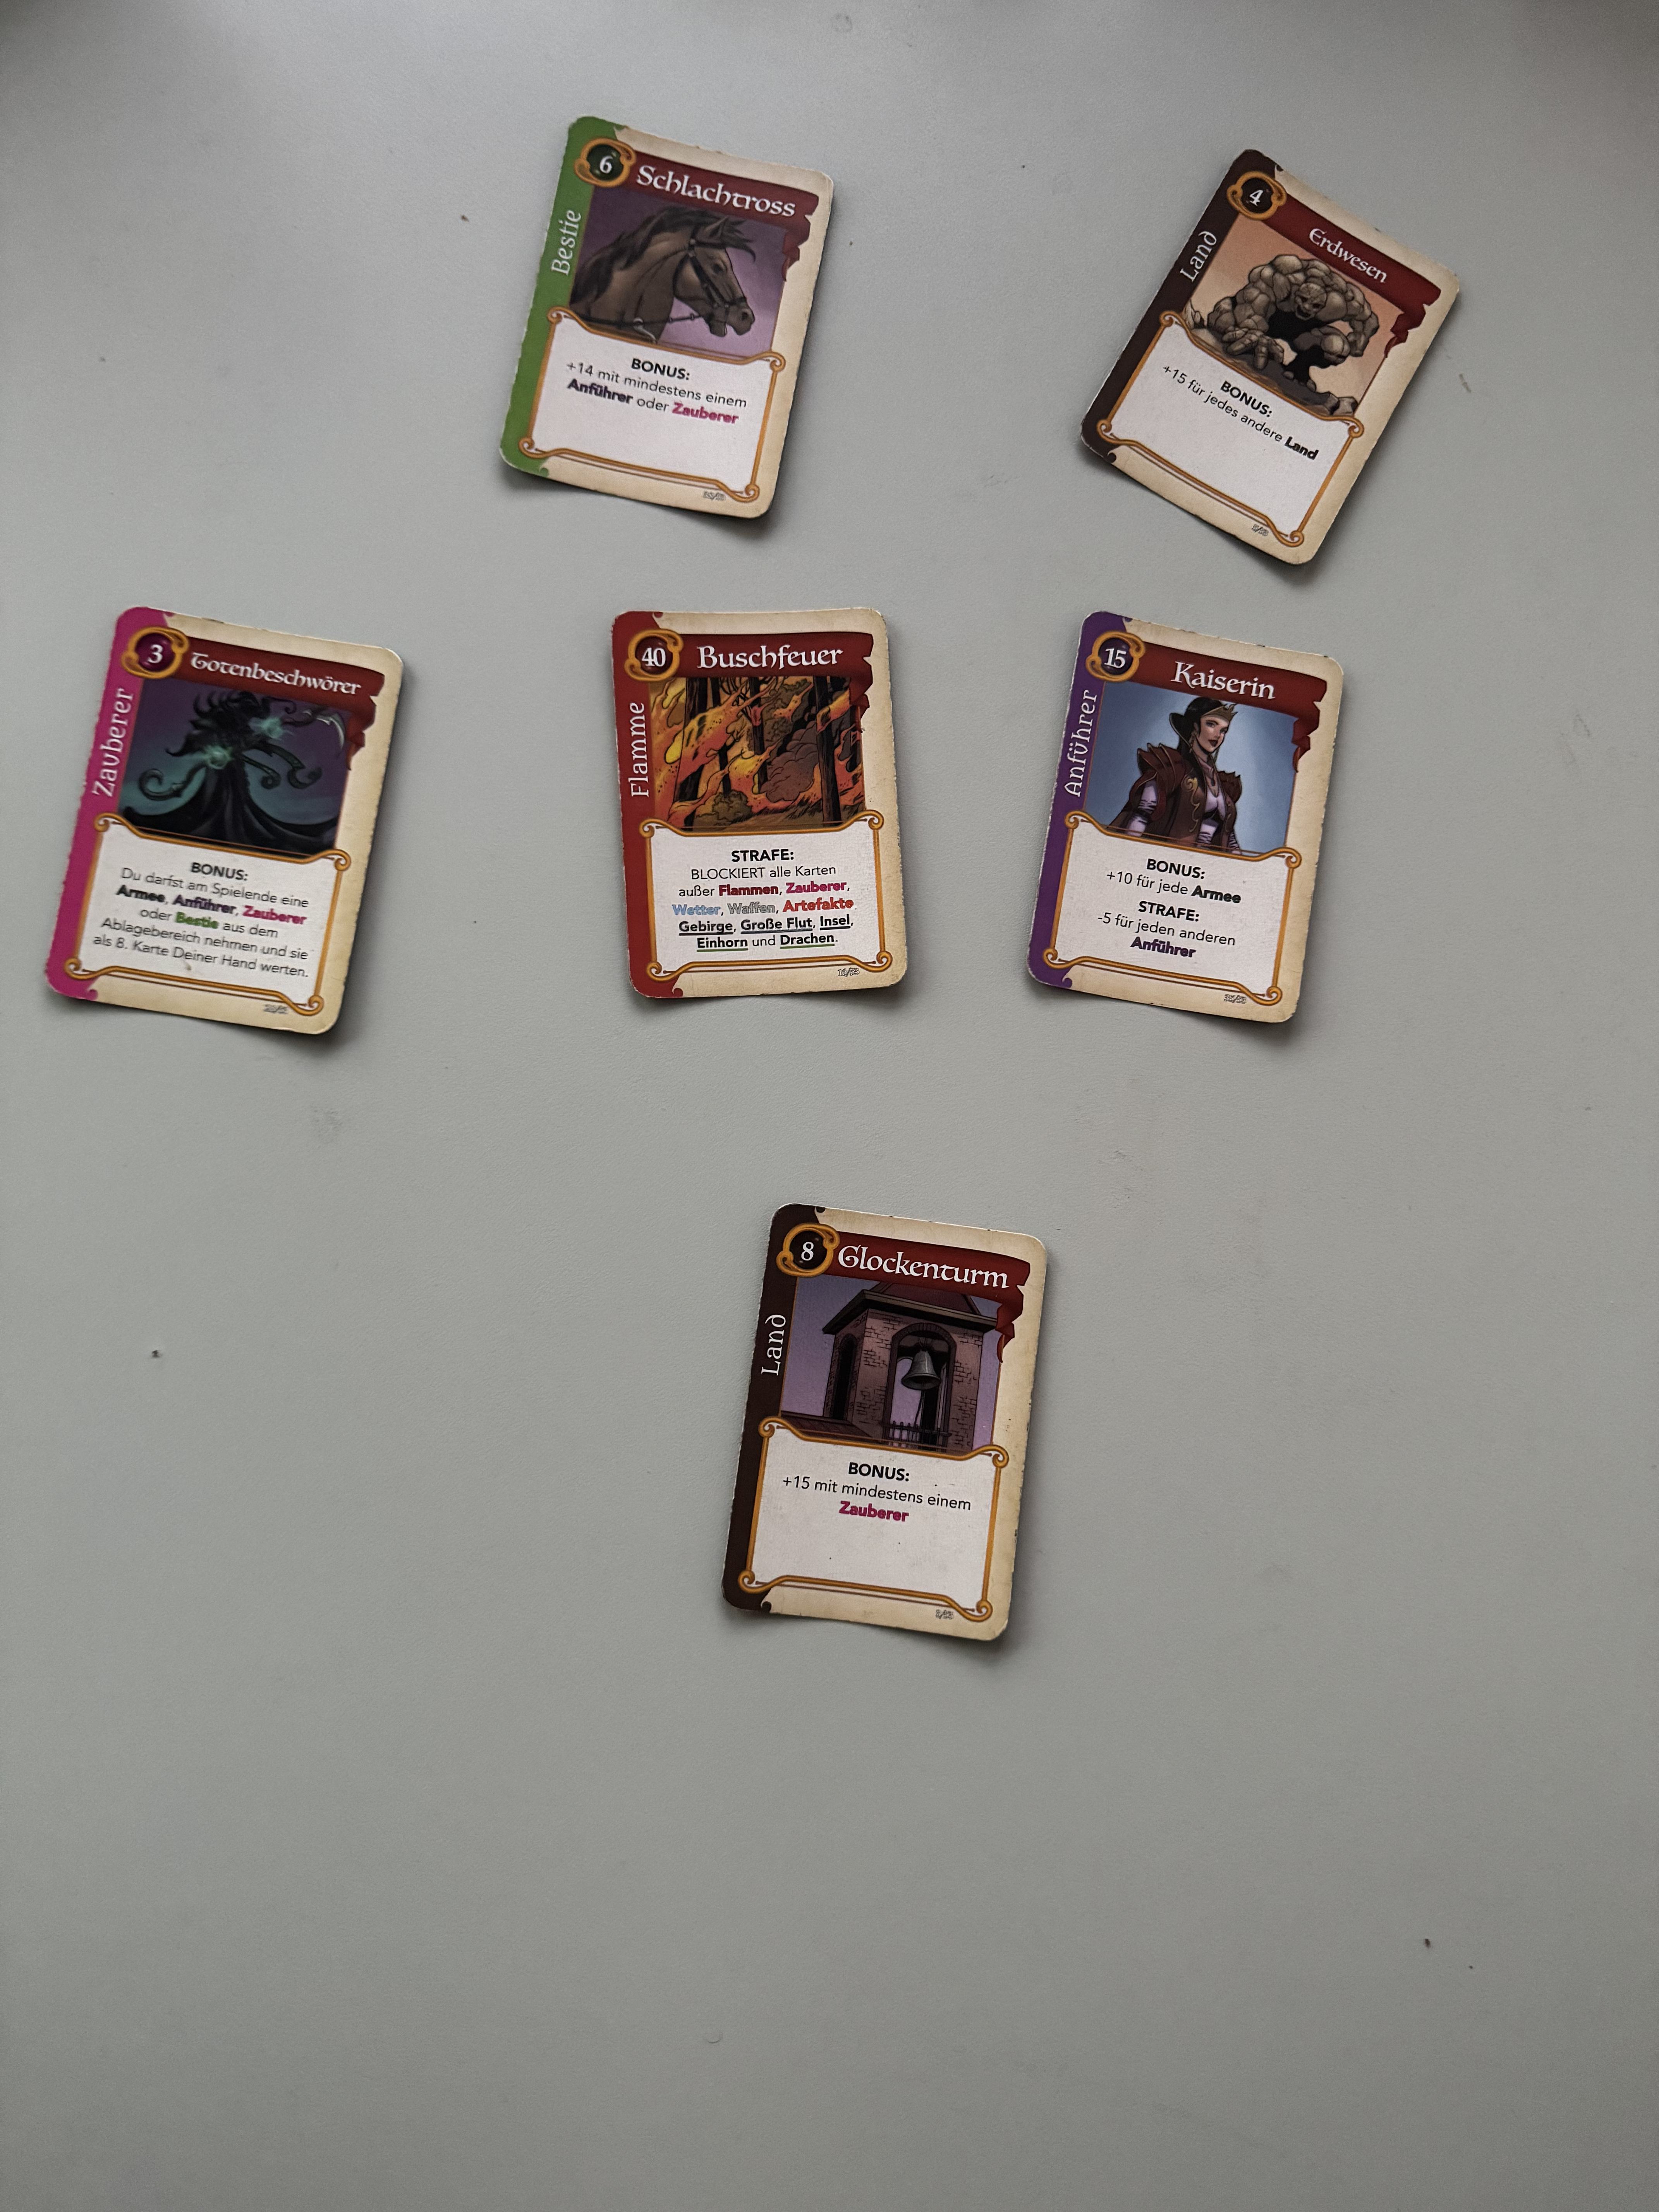 6
Schlachtross
Bestie
BONUS:
+14 mit mindestens einem
Anführer oder Zauberer
4
Erdwesen
Land
BONUS:
+15 für jedes andere Land
3
Totenbeschwörer
Zauberer
BONUS:
Du darfst am Spielende eine
Armee, Anführer, Zauberer
oder Bestie aus dem
Ablagebereich nehmen und sie
als 8. Karte Deiner Hand werten.
40
Buschfeuer
Flamme
STRAFE:
BLOCKIERT alle Karten
außer Flammen, Zauberer,
Wetter, Waffen, Artefakte,
Gebirge, Große Flut, Insel,
Einhorn und Drachen.
15
Kaiserin
Anführer
BONUS:
+10 für jede Armee
STRAFE:
-5 für jeden anderen
Anführer
8
Glockenturm
Land
BONUS:
+15 mit mindestens einem
Zauberer